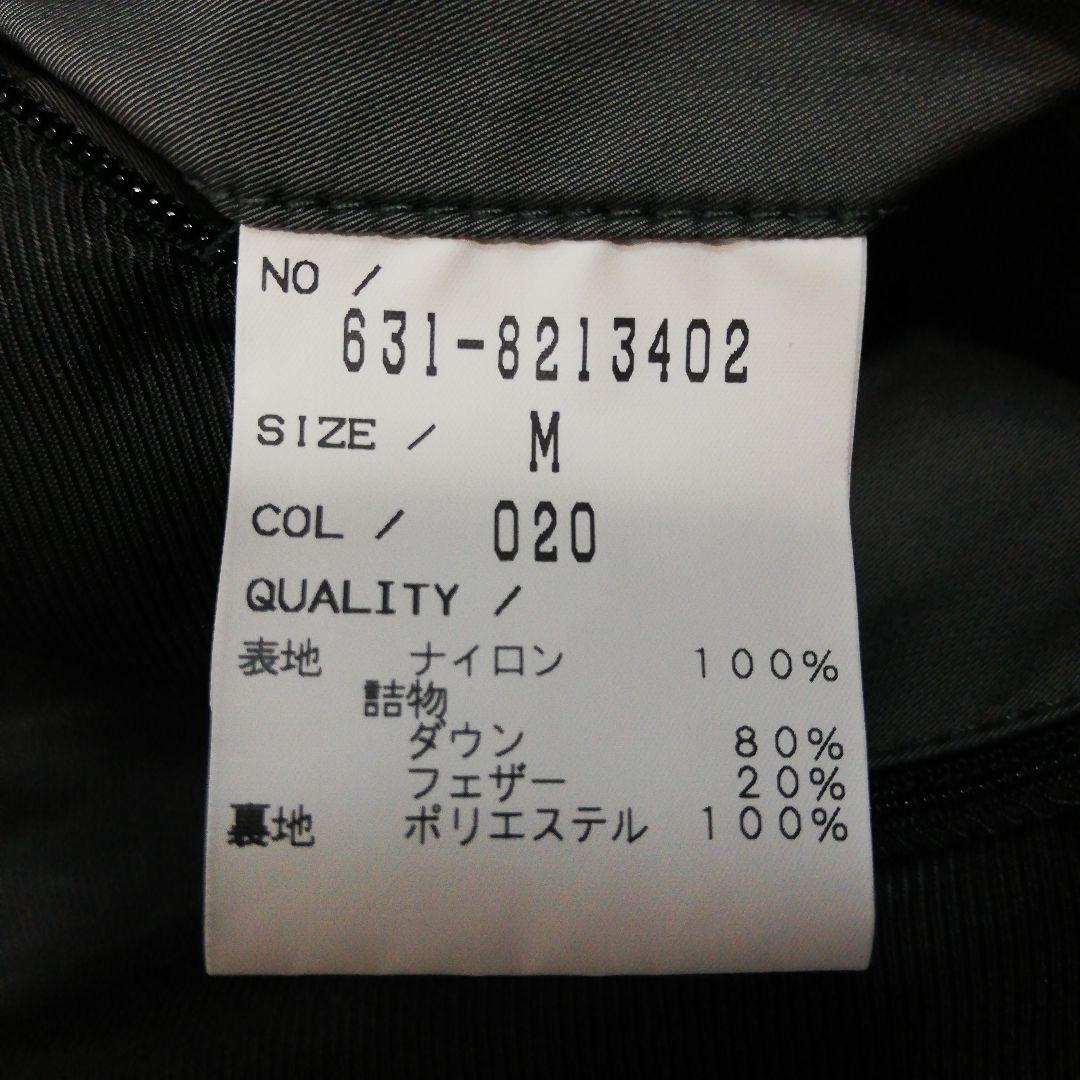 NO /
631-8213402
SIZE / M
COL / 020
QUALITY /
表地 ナイロン 100%
詰物
ダウン 80%
フェザー 20%
裏地 ポリエステル 100%